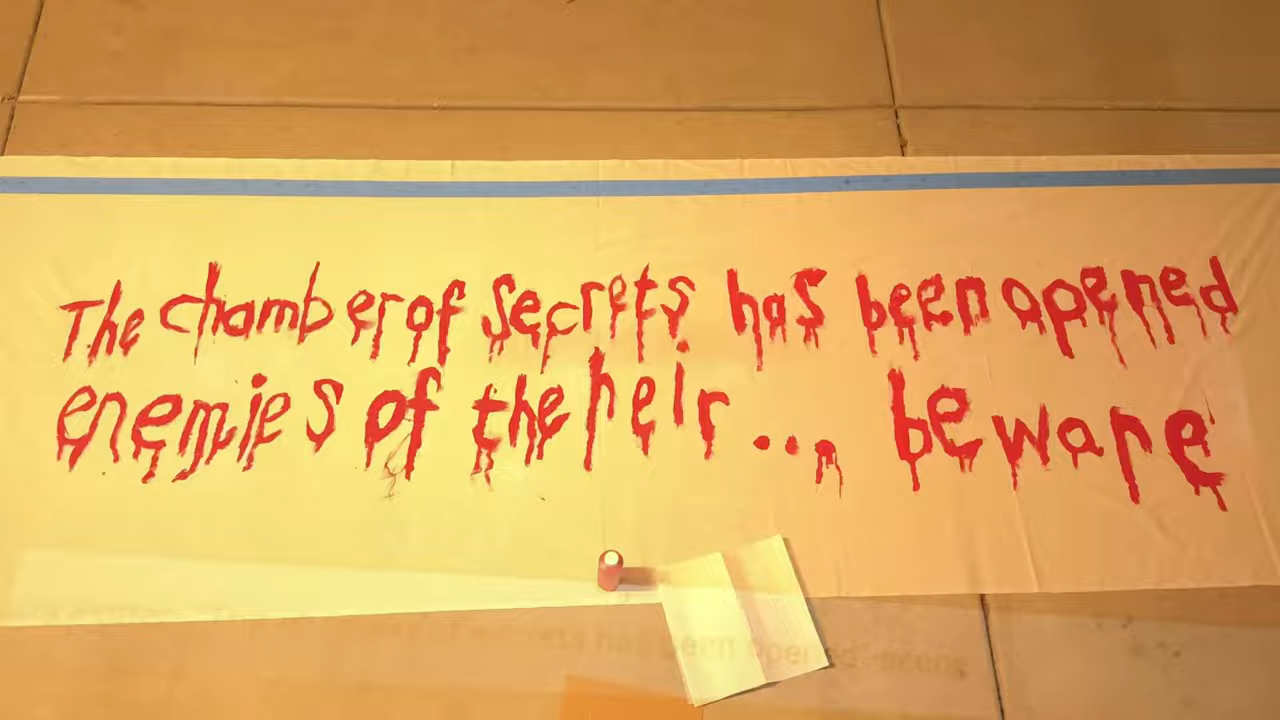 The chamber of Secrets has been opened
enemies of the heir... beware